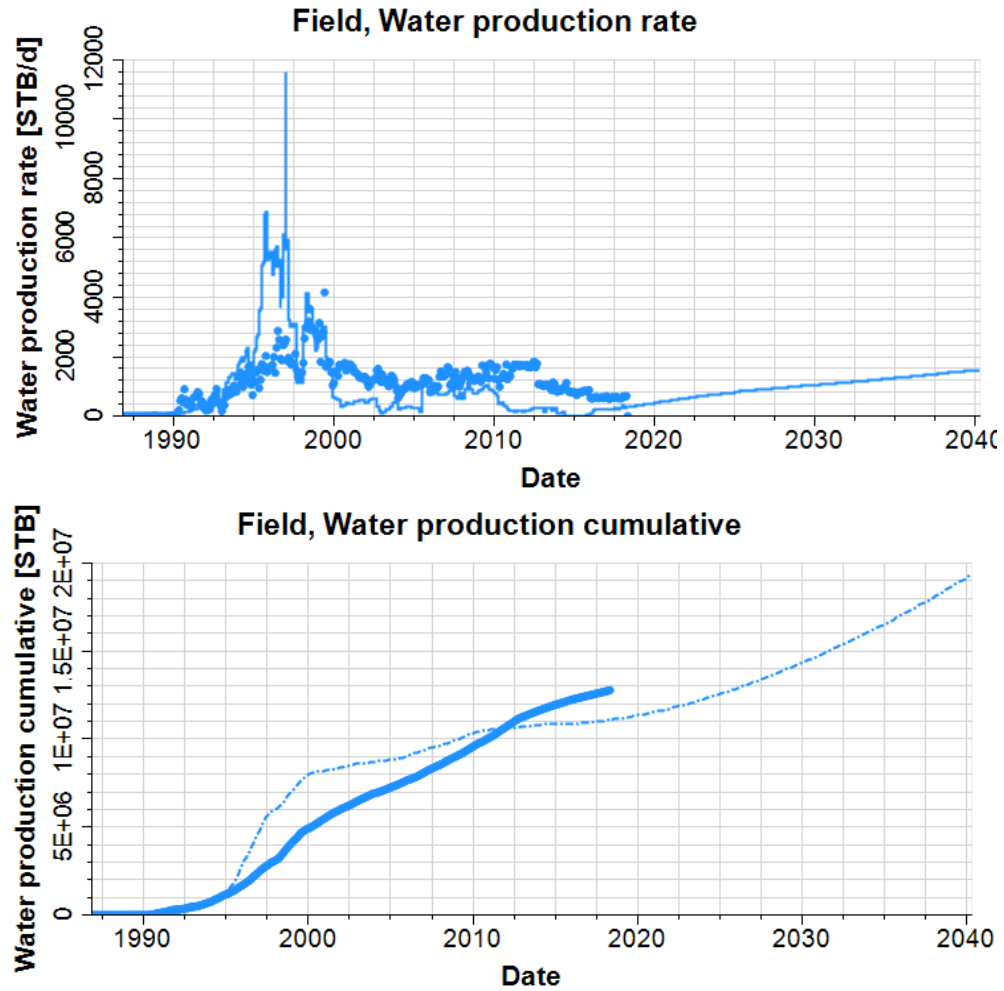 Field, Water production rate
Water production rate [STB/d]
12000
10000
8000
6000
4000
2000
0
1990 2000 2010 2020 2030 2040
Date
Field, Water production cumulative
Water production cumulative [STB]
2E+07
1.5E+07
1E+07
5E+06
0
1990 2000 2010 2020 2030 2040
Date